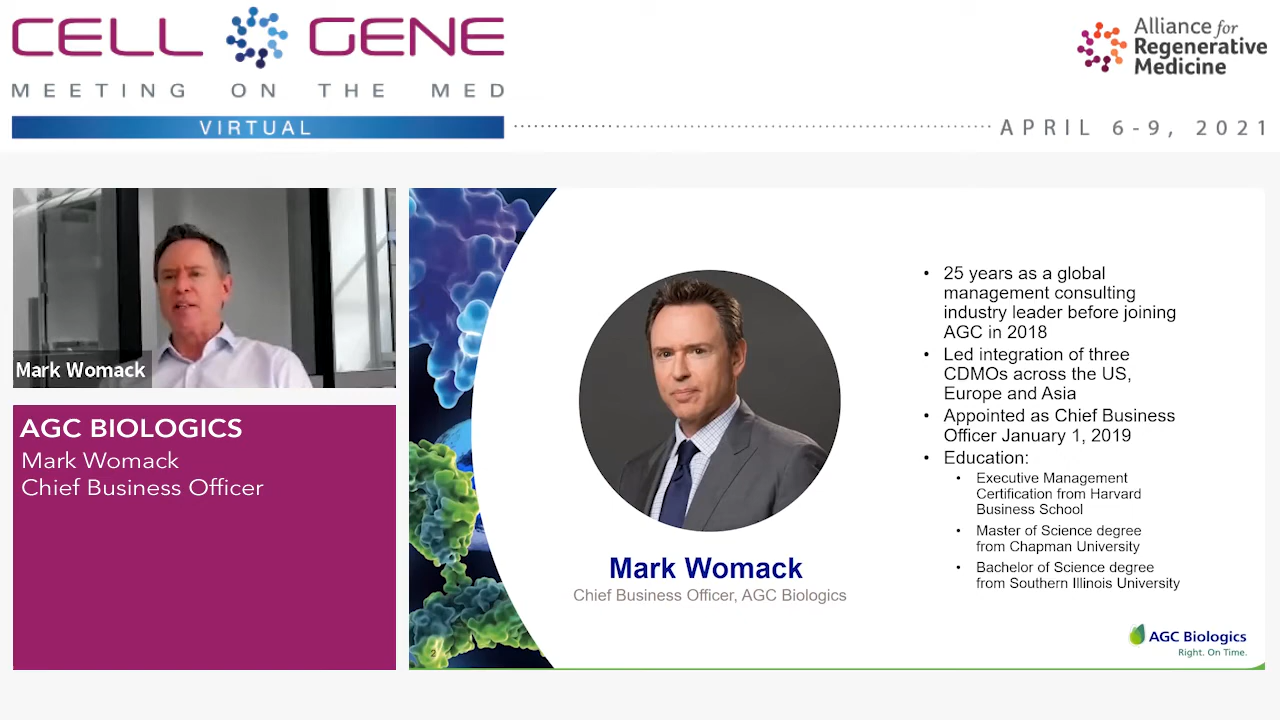 CELL GENE
MEETING ON THE MED
VIRTUAL
Alliance for
Regenerative
Medicine
APRIL 6-9, 2021
Mark Womack
AGC BIOLOGICS
Mark Womack
Chief Business Officer
Mark Womack
Chief Business Officer, AGC Biologics
• 25 years as a global
management consulting
industry leader before joining
AGC in 2018
• Led integration of three
CDMOs across the US,
Europe and Asia
• Appointed as Chief Business
Officer January 1, 2019
• Education:
• Executive Management
Certification from Harvard
Business School
• Master of Science degree
from Chapman University
• Bachelor of Science degree
from Southern Illinois University
AGC Biologics
Right. On Time.